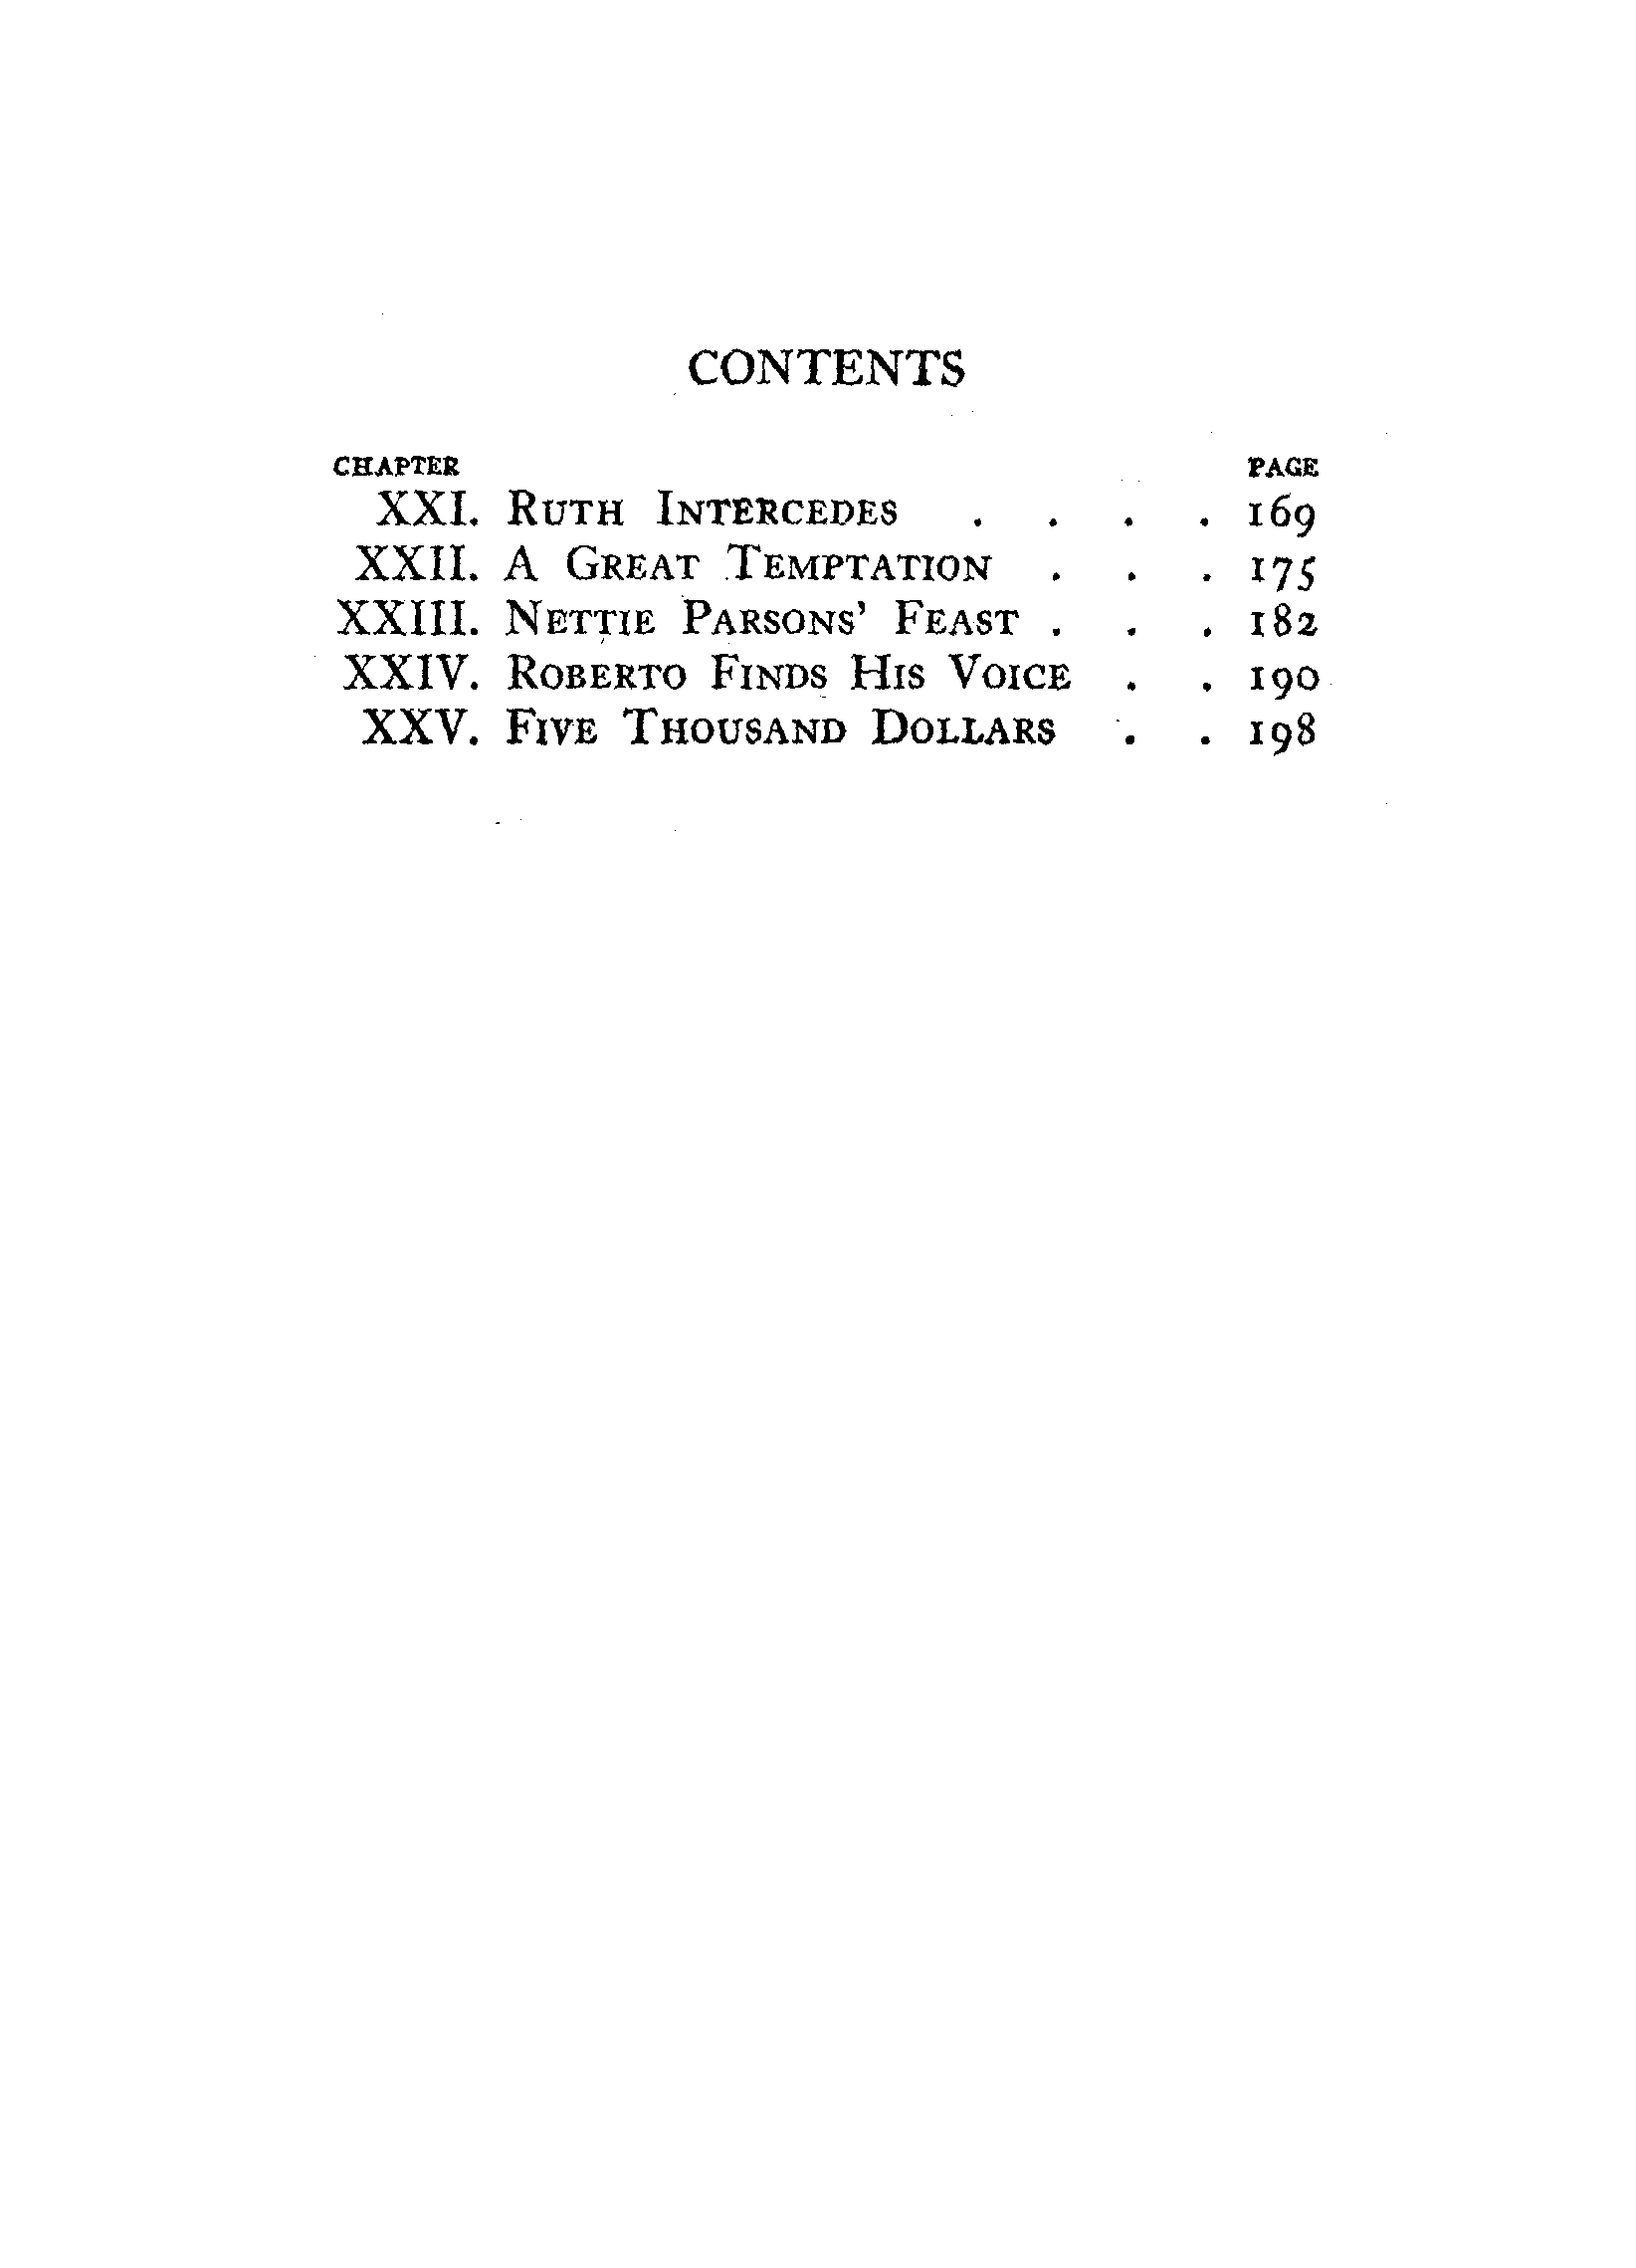 CONTENTS
CHAPTER PAGE
XXI. RUTH INTERCEDES . . . . 169
XXII. A GREAT TEMPTATION . . . 175
XXIII. NETTIE PARSONS' FEAST . . . 182
XXIV. ROBERTO FINDS HIS VOICE . . 190
XXV. FIVE THOUSAND DOLLARS . . 198